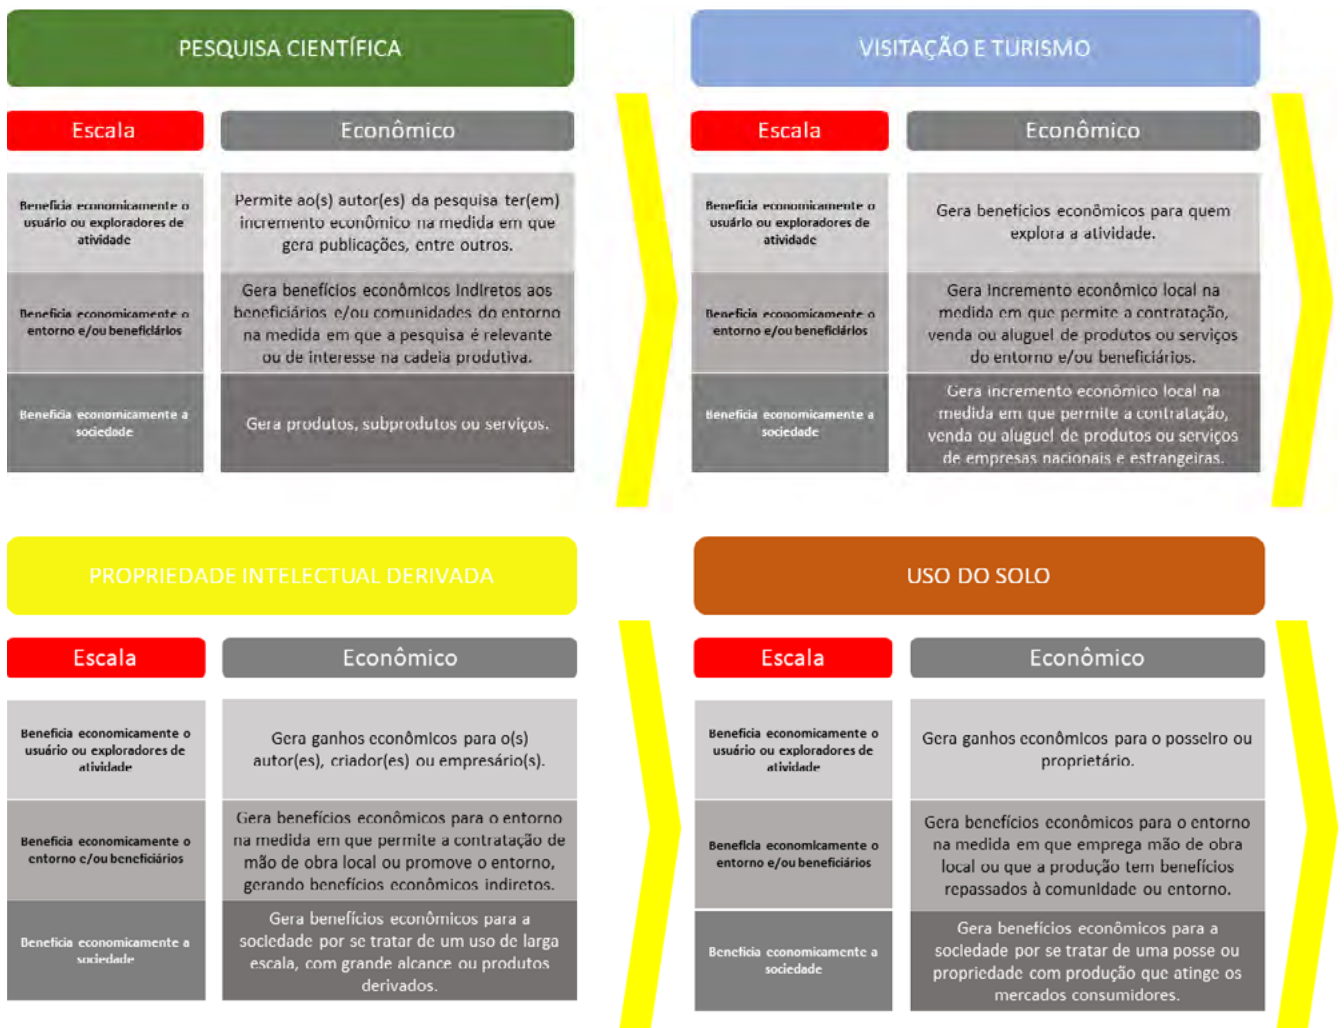 PESQUISA CIENTÍFICA
Escala
Econômico
Beneficia economicamente o
usuário ou exploradores de
atividade
Permite ao(s) autor(es) da pesquisa ter(em)
incremento econômico na medida em que
gera publicações, entre outros.
Beneficia economicamente o
entorno e/ou beneficiários
Gera benefícios econômicos indiretos aos
beneficiários e/ou comunidades do entorno
na medida em que a pesquisa é relevante
ou de interesse na cadeia produtiva.
Beneficia economicamente a
sociedade
Gera produtos, subprodutos ou serviços.
VISITAÇÃO E TURISMO
Escala
Econômico
Beneficia economicamente o
usuário ou exploradores de
atividade
Gera benefícios econômicos para quem
explora a atividade.
Beneficia economicamente o
entorno e/ou beneficiários
Gera incremento econômico local na
medida em que permite a contratação,
venda ou aluguel de produtos ou serviços
do entorno e/ou beneficiários.
Beneficia economicamente a
sociedade
Gera incremento econômico local na
medida em que permite a contratação,
venda ou aluguel de produtos ou serviços
de empresas nacionais e estrangeiras.
PROPRIEDADE INTELECTUAL DERIVADA
Escala
Econômico
Beneficia economicamente o
usuário ou exploradores de
atividade
Gera ganhos econômicos para o(s)
autor(es), criador(es) ou empresário(s).
Beneficia economicamente o
entorno e/ou beneficiários
Gera benefícios econômicos para o entorno
na medida em que permite a contratação de
mão de obra local ou promove o entorno,
gerando benefícios econômicos indiretos.
Beneficia economicamente a
sociedade
Gera benefícios econômicos para a
sociedade por se tratar de um uso de larga
escala, com grande alcance ou produtos
derivados.
USO DO SOLO
Escala
Econômico
Beneficia economicamente o
usuário ou exploradores de
atividade
Gera ganhos econômicos para o posseiro ou
proprietário.
Beneficia economicamente o
entorno e/ou beneficiários
Gera benefícios econômicos para o entorno
na medida em que emprega mão de obra
local ou que a produção tem benefícios
repassados à comunidade ou entorno.
Beneficia economicamente a
sociedade
Gera benefícios econômicos para a
sociedade por se tratar de uma posse ou
propriedade com produção que atinge os
mercados consumidores.